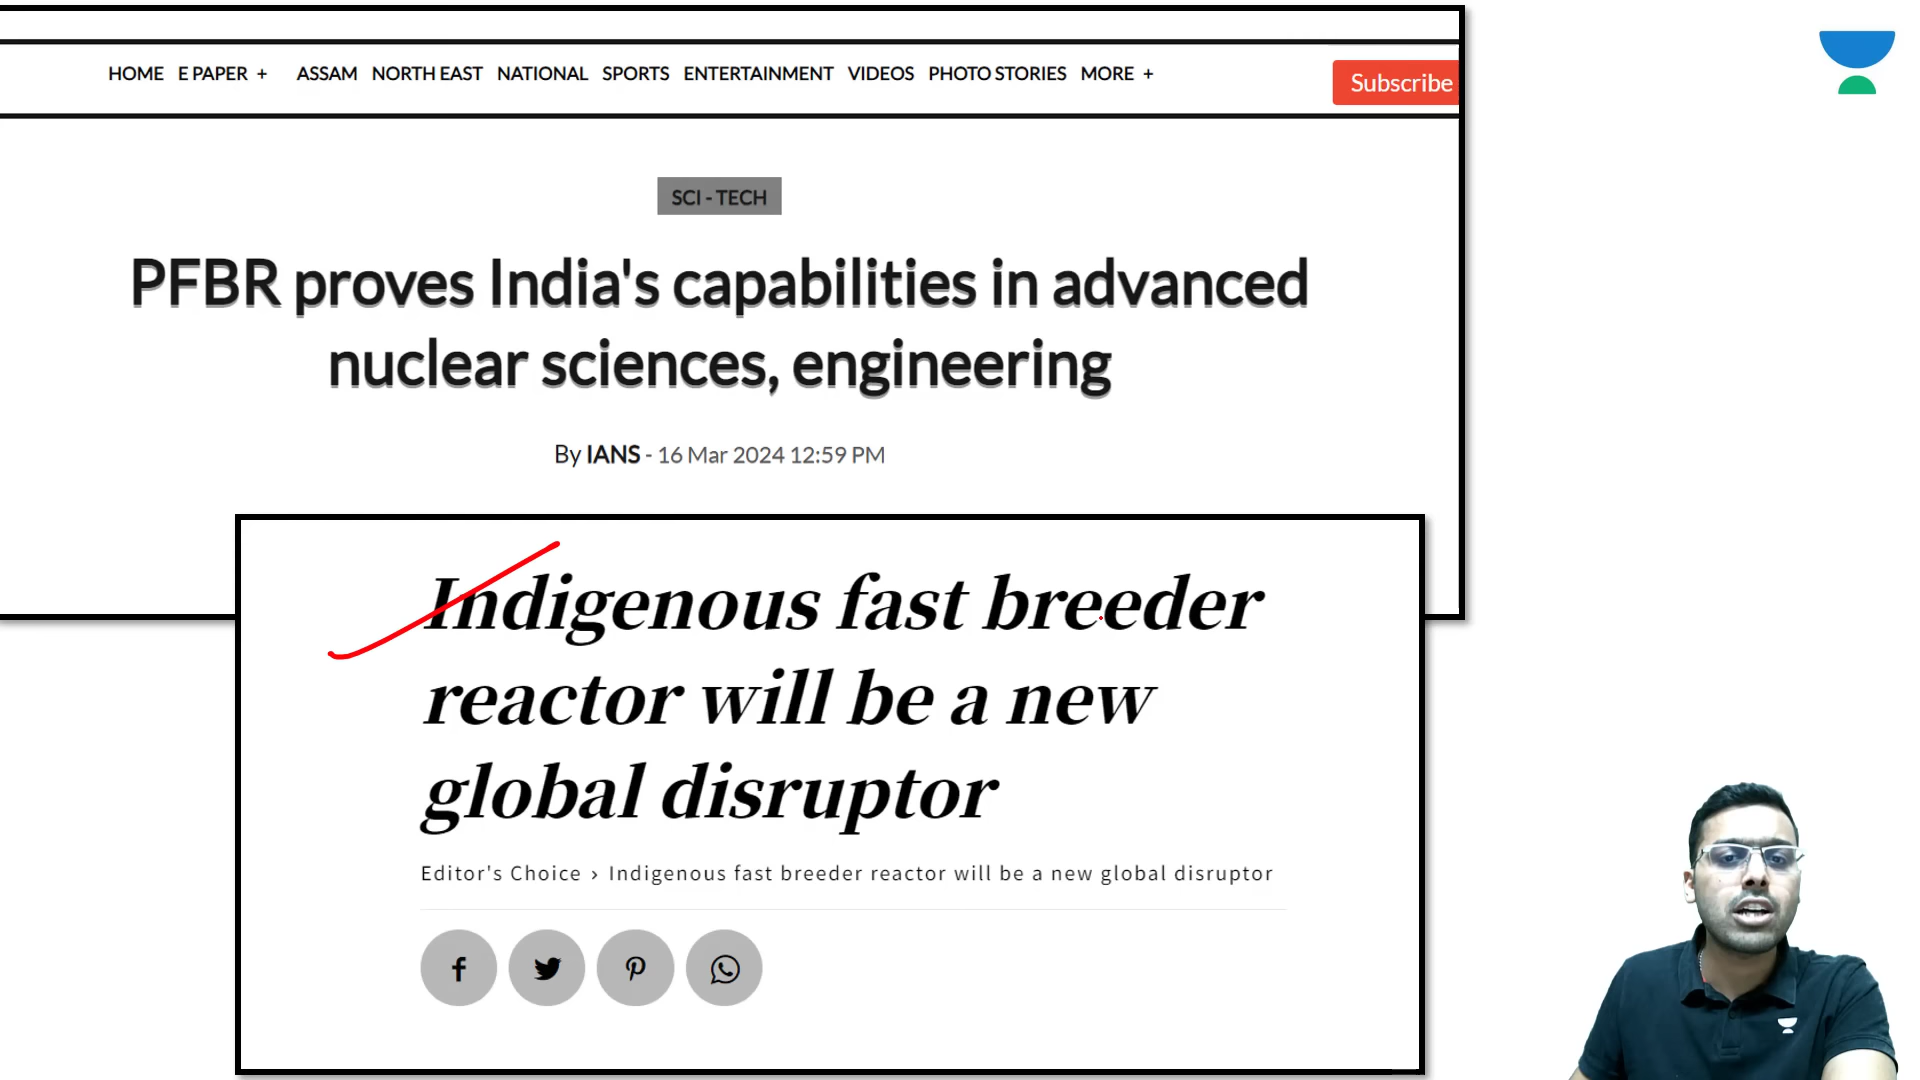 HOME E PAPER + ASSAM NORTH EAST NATIONAL SPORTS ENTERTAINMENT VIDEOS PHOTO STORIES MORE +
Subscribe
SCI - TECH
PFBR proves India's capabilities in advanced
nuclear sciences, engineering
By IANS - 16 Mar 2024 12:59 PM
Indigenous fast breeder
reactor will be a new
global disruptor
Editor's Choice › Indigenous fast breeder reactor will be a new global disruptor